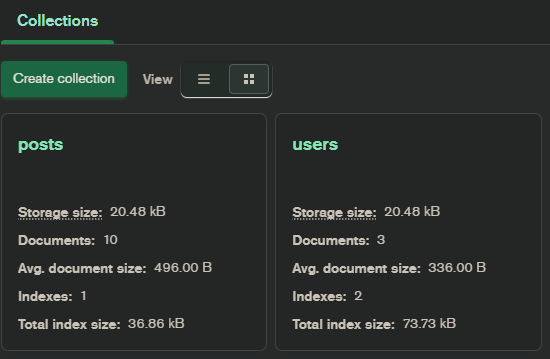 Collections
Create collection
View
posts
Storage size: 20.48 kB
Documents: 10
Avg. document size: 496.00 B
Indexes: 1
Total index size: 36.86 kB
users
Storage size: 20.48 kB
Documents: 3
Avg. document size: 336.00 B
Indexes: 2
Total index size: 73.73 kB